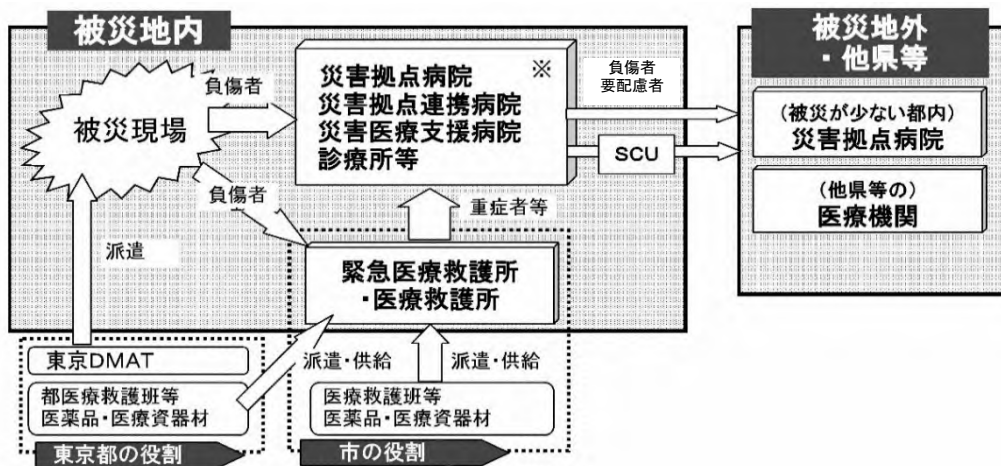 被災地内
被災地外
・他県等
被災現場
負傷者
※
災害拠点病院
災害拠点連携病院
災害医療支援病院
診療所等
負傷者
要配慮者
SCU
(被災が少ない都内)
災害拠点病院
(他県等の)
医療機関
負傷者
重症者等
派遣
緊急医療救護所
・医療救護所
東京DMAT
都医療救護班等
医薬品・医療資器材
派遣・供給
派遣・供給
医療救護班等
医薬品・医療資器材
東京都の役割
市の役割